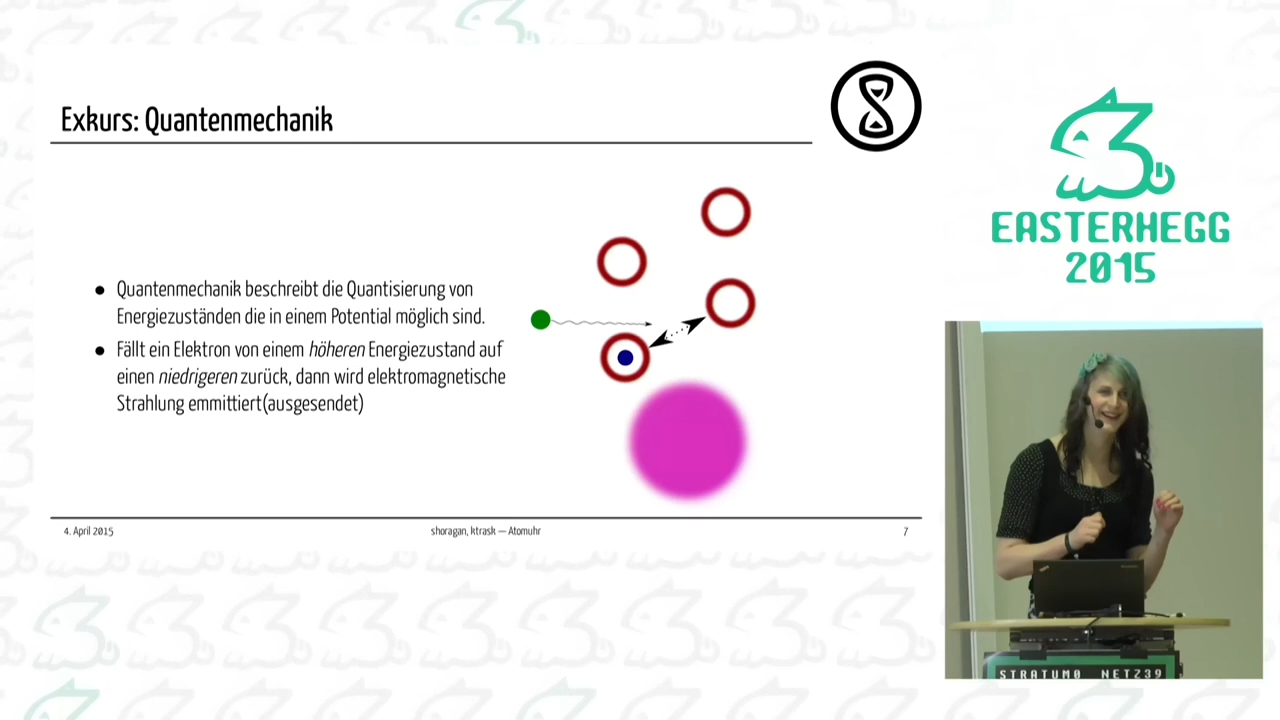 Exkurs: Quantenmechanik
● Quantenmechanik beschreibt die Quantisierung von
Energiezuständen die in einem Potential möglich sind.
● Fällt ein Elektron von einem höheren Energiezustand auf
einen niedrigeren zurück, dann wird elektromagnetische
Strahlung emmittiert(ausgesendet)
4. April 2015
shoragan, ktrask — Atomuhr
7
EASTERHEGG
2015
STRATUM0 NETZ39